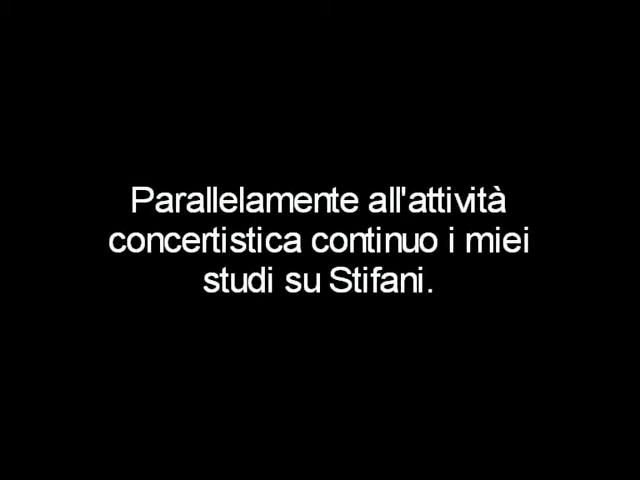 Parallelamente all'attività
concertistica continuo i miei
studi su Stifani.